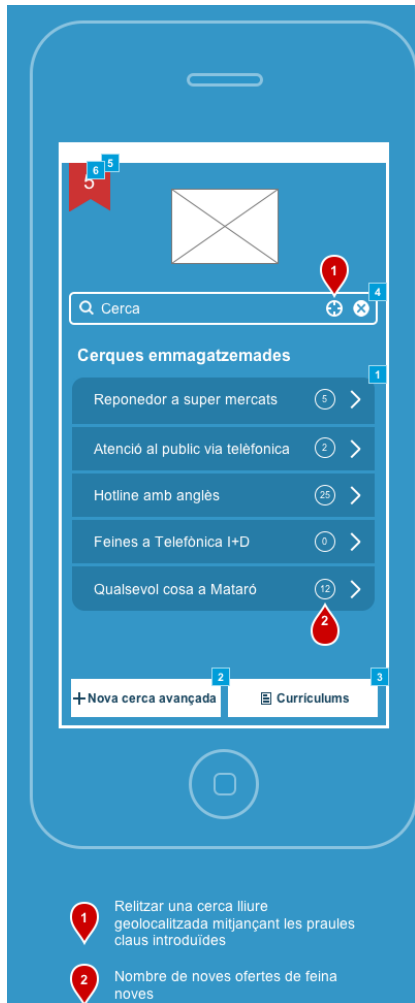 5
6
5
1
Cerca
4
Cerques emmagatzemades
1
Reponedor a super mercats 5
Atenció al public via telèfonica 2
Hotline amb anglès 25
Feines a Telefònica I+D 0
Qualsevol cosa a Mataró 12
2
2
3
+Nova cerca avançada
Currículums
1
Relitzar una cerca lliure
geolocalitzada mitjançant les praules
claus introduïdes
2
Nombre de noves ofertes de feina
noves